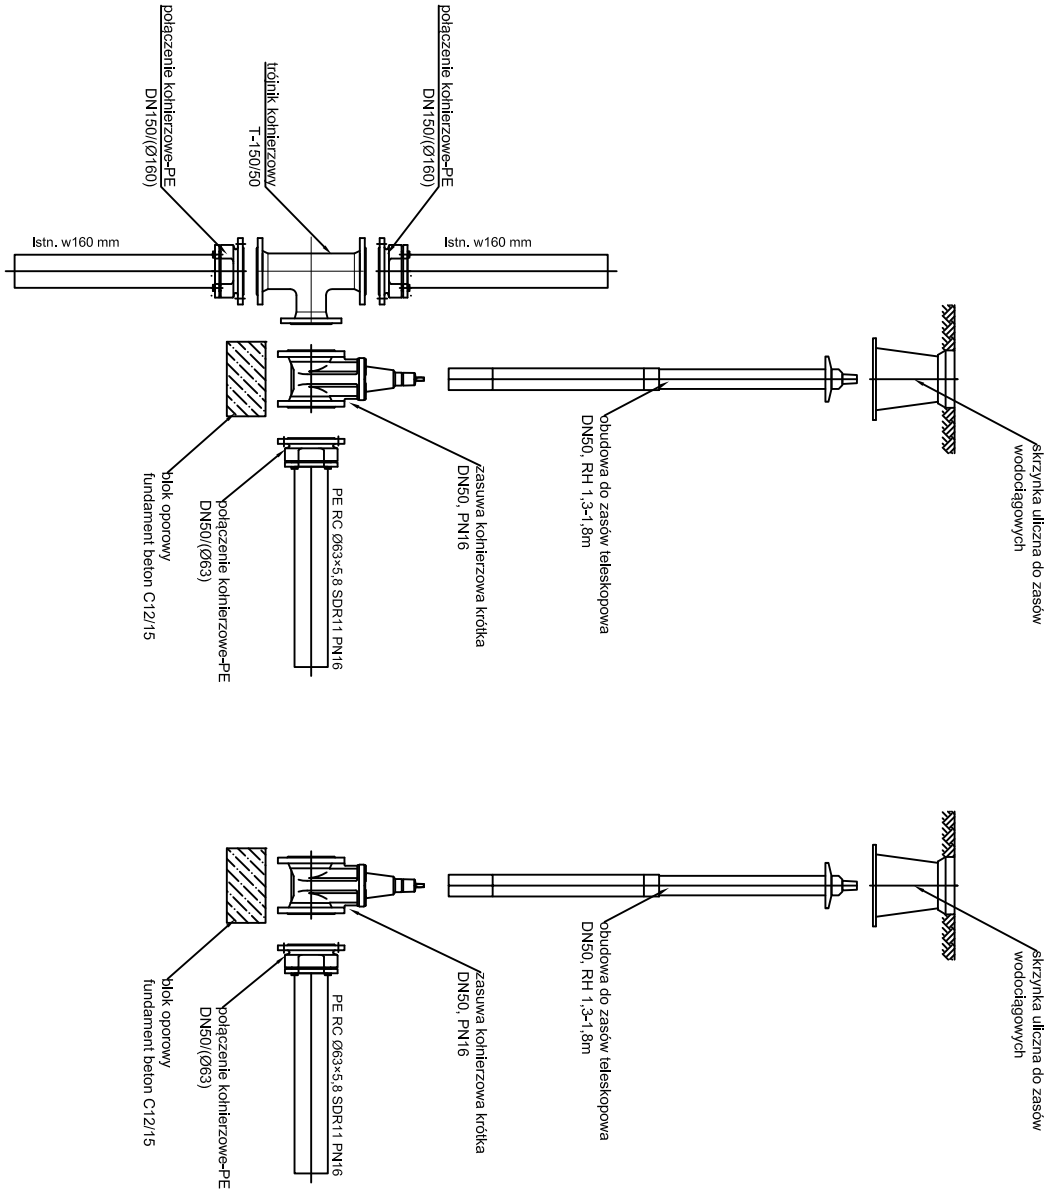 połączenie kołnierzowe-PE
DN150/(Ø160)
trójnik kołnierzowy
T-150/50
połączenie kołnierzowe-PE
DN150/(Ø160)
Istn. w160 mm
Istn. w160 mm
skrzynka uliczna do zasów
wodociągowych
obudowa do zasów teleskopowa
DN50, RH 1,3-1,8m
zasuwa kołnierzowa krótka
DN50, PN16
PE RC Ø63×5,8 SDR11 PN16
połączenie kołnierzowe-PE
DN50/(Ø63)
blok oporowy
fundament beton C12/15
skrzynka uliczna do zasów
wodociągowych
obudowa do zasów teleskopowa
DN50, RH 1,3-1,8m
zasuwa kołnierzowa krótka
DN50, PN16
PE RC Ø63×5,8 SDR11 PN16
połączenie kołnierzowe-PE
DN50/(Ø63)
blok oporowy
fundament beton C12/15